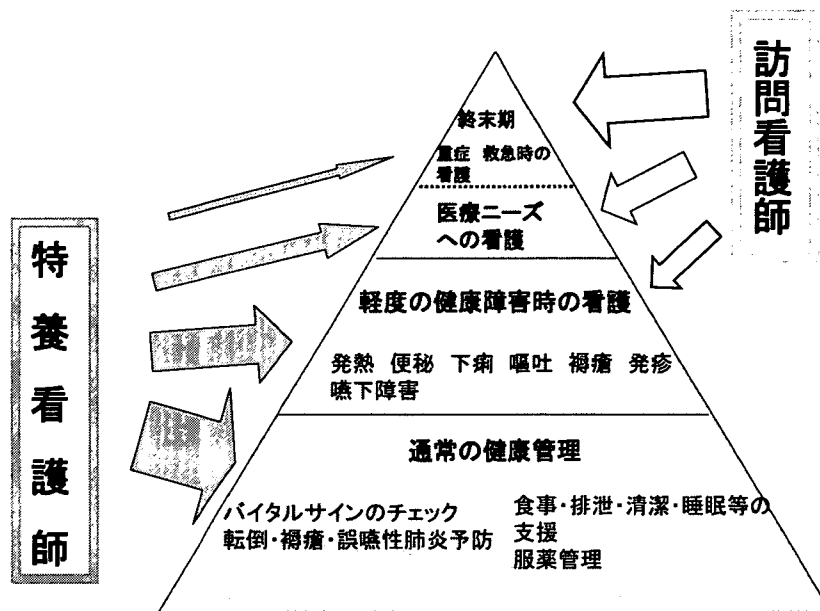 訪問看護師
特養看護師
終末期
重症 救急時の
看護
医療ニーズ
への看護
軽度の健康障害時の看護
発熱 便秘 下痢 嘔吐 褥瘡 発疹
嚥下障害
通常の健康管理
バイタルサインのチェック
転倒・褥瘡・誤嚥性肺炎予防
食事・排泄・清潔・睡眠等の
支援
服薬管理